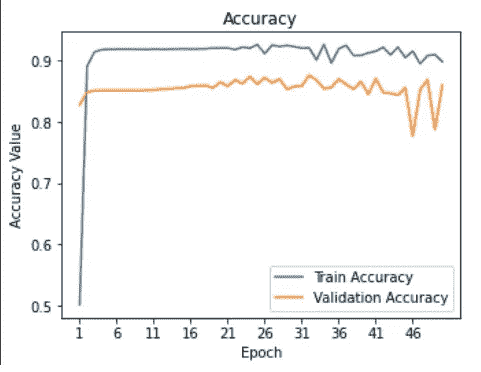 Accuracy
Accuracy Value
0.9
0.8
0.7
0.6
0.5
Train Accuracy
Validation Accuracy
1 6 11 16 21 26 31 36 41 46
Epoch